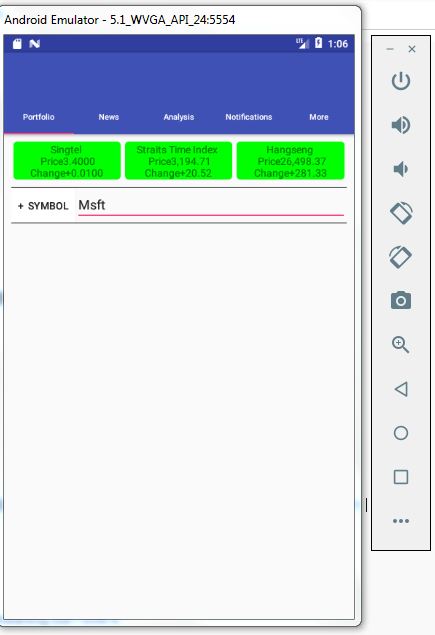 Android Emulator - 5.1_WVGA_API_24:5554
LTE 1:06
Portfolio News Analysis Notifications More
Singtel
Price3.4000
Change+0.0100
Straits Time Index
Price3,194.71
Change+20.52
Hangseng
Price26,498.37
Change+281.33
+ SYMBOL Msft